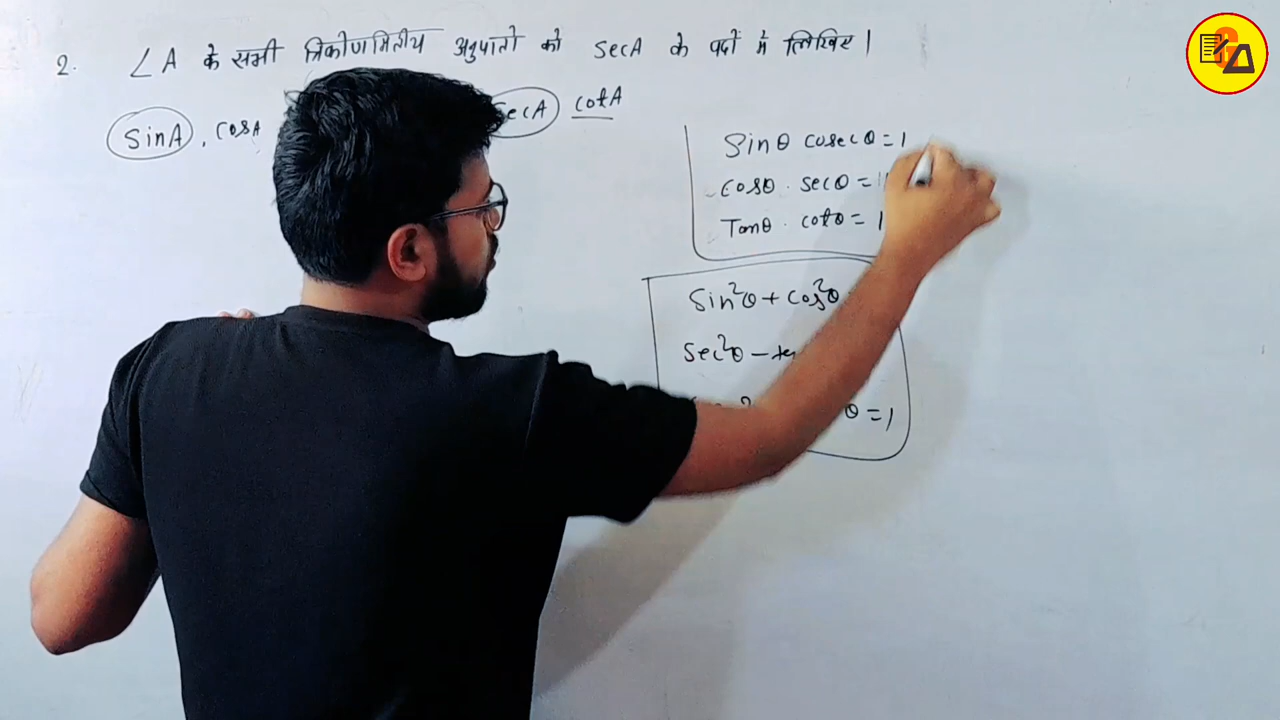 2. ∠A के सभी त्रिकोणमितीय अनुपातों को secA के पदों में लिखिए।
SinA, cosA secA cotA
Sinθ cosecθ = 1
cosθ . secθ = 1
Tanθ . cotθ = 1
Sin²θ + cos²θ
Sec²θ –
θ = 1